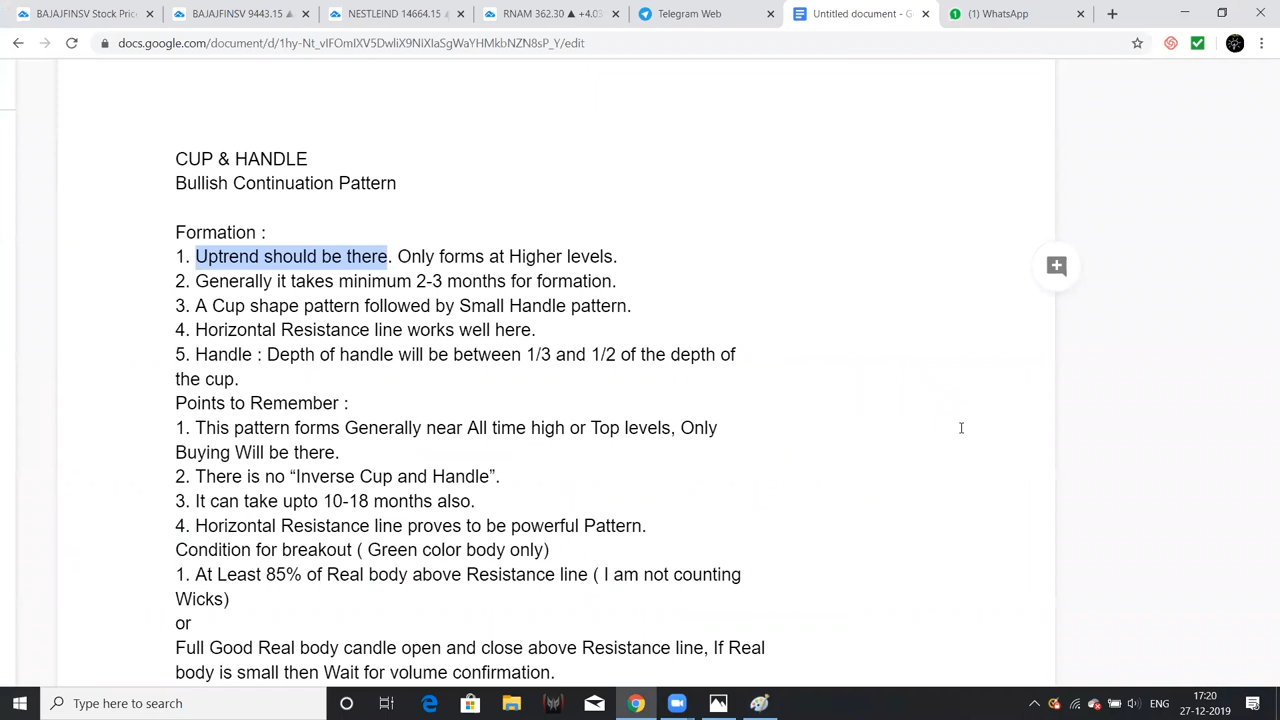 BAJAJFINSV Stock Pric
BAJAJFINSV 9443.15
NESTLEIND 14664.15
RNAM 362.30 ▲ +4.0
Telegram Web
Untitled document - G
(1) WhatsApp
docs.google.com/document/d/1hy-Nt_vIFOmIXV5DwliX9NiXIaSgWaYHMkbNZN8sP_Y/edit
CUP & HANDLE
Bullish Continuation Pattern
Formation :
1. Uptrend should be there. Only forms at Higher levels.
2. Generally it takes minimum 2-3 months for formation.
3. A Cup shape pattern followed by Small Handle pattern.
4. Horizontal Resistance line works well here.
5. Handle : Depth of handle will be between 1/3 and 1/2 of the depth of
the cup.
Points to Remember :
1. This pattern forms Generally near All time high or Top levels, Only
Buying Will be there.
2. There is no “Inverse Cup and Handle”.
3. It can take upto 10-18 months also.
4. Horizontal Resistance line proves to be powerful Pattern.
Condition for breakout ( Green color body only)
1. At Least 85% of Real body above Resistance line ( I am not counting
Wicks)
or
Full Good Real body candle open and close above Resistance line, If Real
body is small then Wait for volume confirmation.
Type here to search
ENG
17:20
27-12-2019